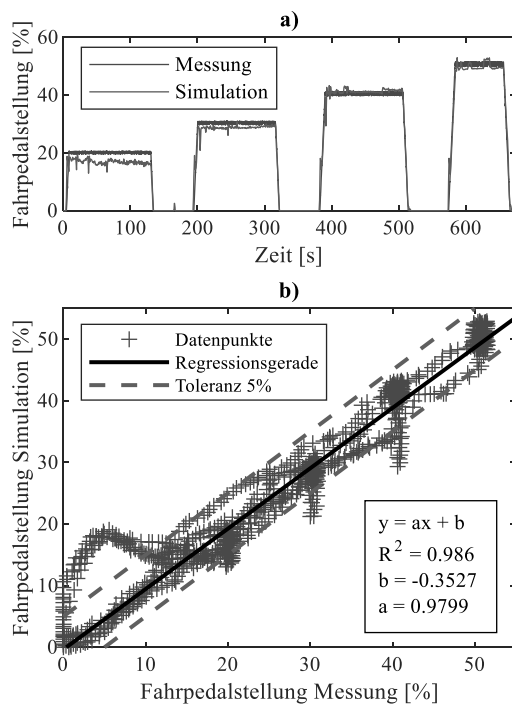 a)
Fahrpedalstellung [%]
60
40
20
0
Messung
Simulation
0
100
200
300
400
500
600
Zeit [s]
b)
Fahrpedalstellung Simulation [%]
50
40
30
20
10
0
Datenpunkte
Regressionsgerade
Toleranz 5%
y = ax + b
R² = 0.986
b = -0.3527
a = 0.9799
0
10
20
30
40
50
Fahrpedalstellung Messung [%]